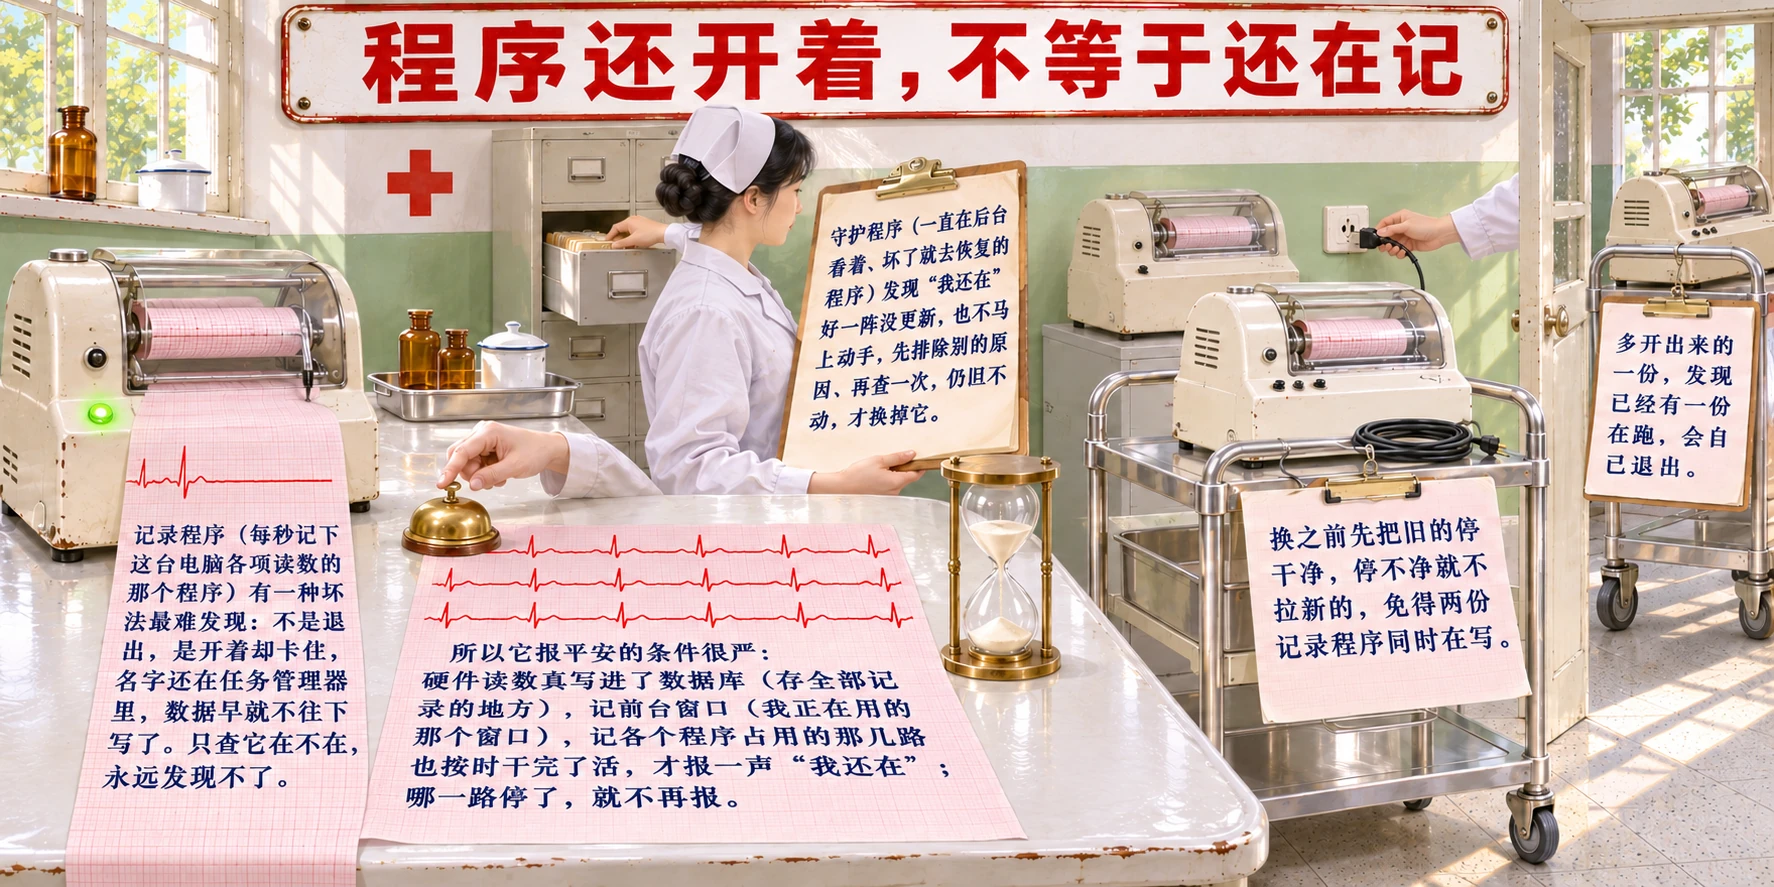 程序还开着，不等于还在记
守护程序（一直在后台
看着、坏了就去恢复的
程序）发现“我还在”
好一阵没更新，也不马
上动手，先排除别的原
因、再查一次，仍旧不
动，才换掉它。
多开出来的
一份，发现
已经有一份
在跑，会自
己退出。
换之前先把旧的停
干净，停不净就不
拉新的，免得两份
记录程序同时在写。
记录程序（每秒记下
这台电脑各项读数的
那个程序）有一种坏
法最难发现：不是退
出，是开着却卡住，
名字还在任务管理器
里，数据早就不往下
写了。只查它在不在，
永远发现不了。
所以它报平安的条件很严：
硬件读数真写进了数据库（存全部记
录的地方），记前台窗口（我正在用的
那个窗口），记各个程序占用的那几路
也按时干完了活，才报一声“我还在”；
哪一路停了，就不再报。